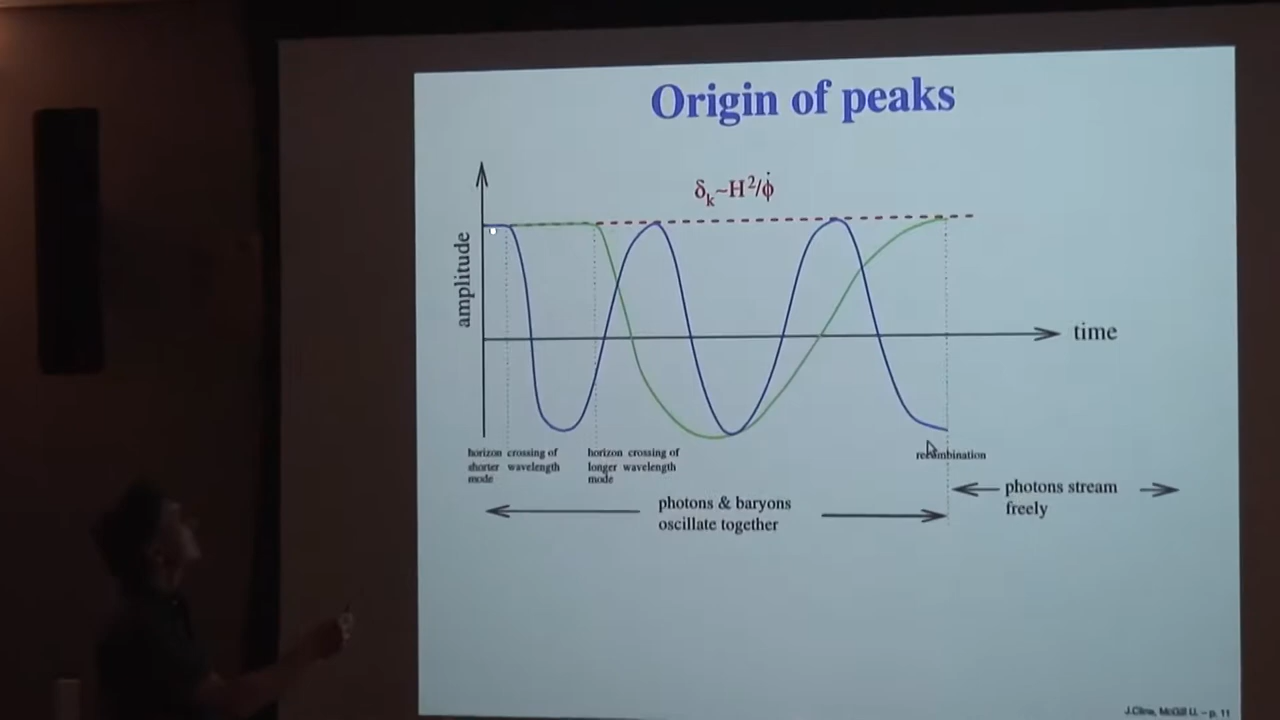 Origin of peaks
δₖ~H²/φ̇
amplitude
time
horizon crossing of
shorter wavelength
mode
horizon crossing of
longer wavelength
mode
recombination
photons & baryons
oscillate together
photons stream
freely
J.Cline, McGill U. – p. 11